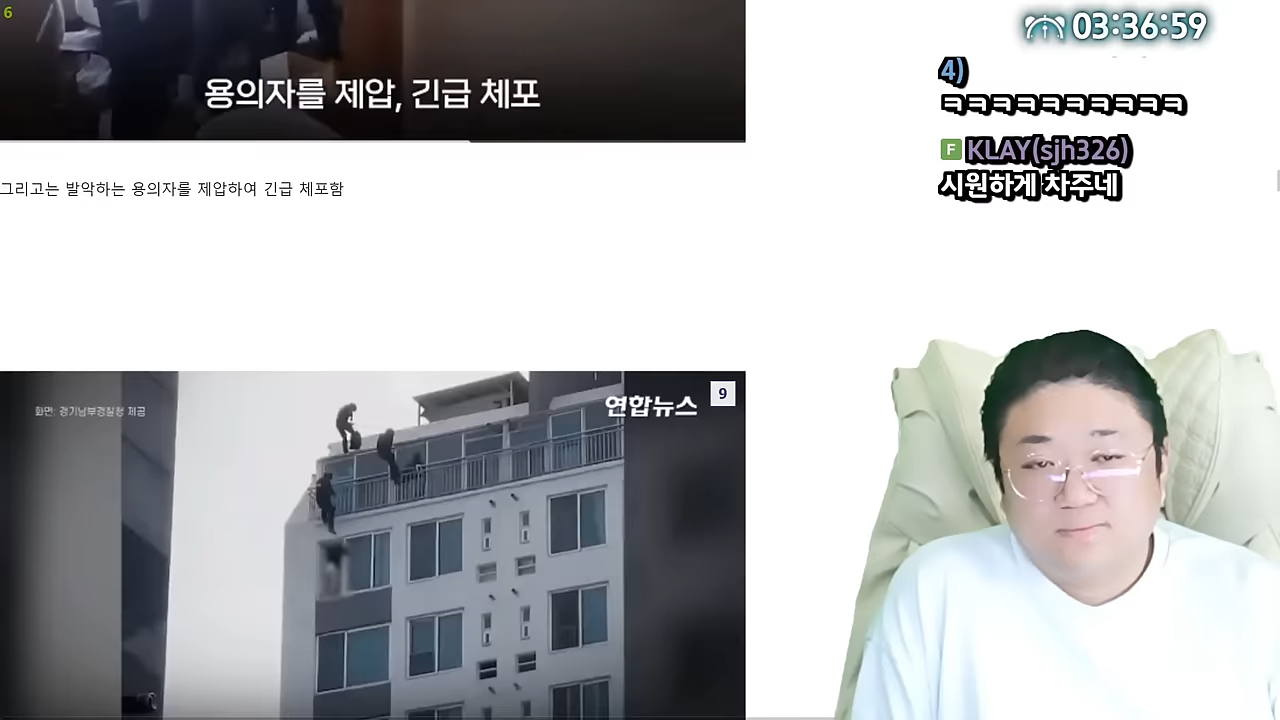 6
용의자를 제압, 긴급 체포
03:36:59
4)
ㅋㅋㅋㅋㅋㅋㅋㅋㅋㅋ
F KLAY(sjh326)
시원하게 차주네
그리고는 발악하는 용의자를 제압하여 긴급 체포함
화면: 경기남부경찰청 제공
연합뉴스
9